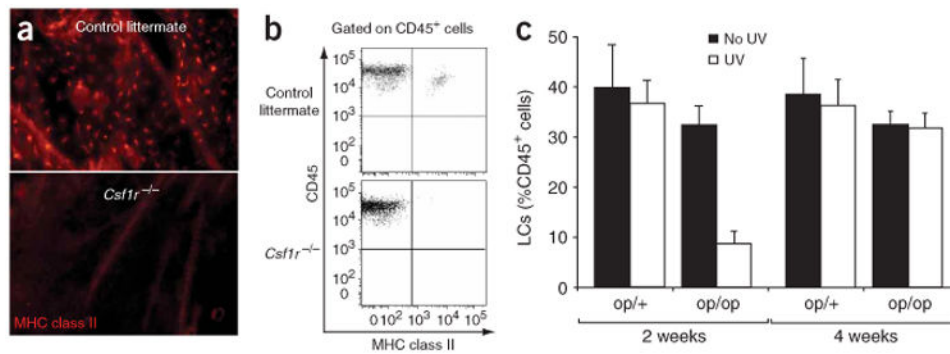 a
Control littermate
Csf1r–/–
MHC class II
b
Gated on CD45+ cells
Control
littermate
Csf1r–/–
CD45
10^5
10^4
10^3
10^2
0
10^5
10^4
10^3
10^2
0
0 10^2 10^3 10^4 10^5
MHC class II
c
No UV
UV
LCs (%CD45+ cells)
50
40
30
20
10
0
op/+ op/op op/+ op/op
2 weeks 4 weeks